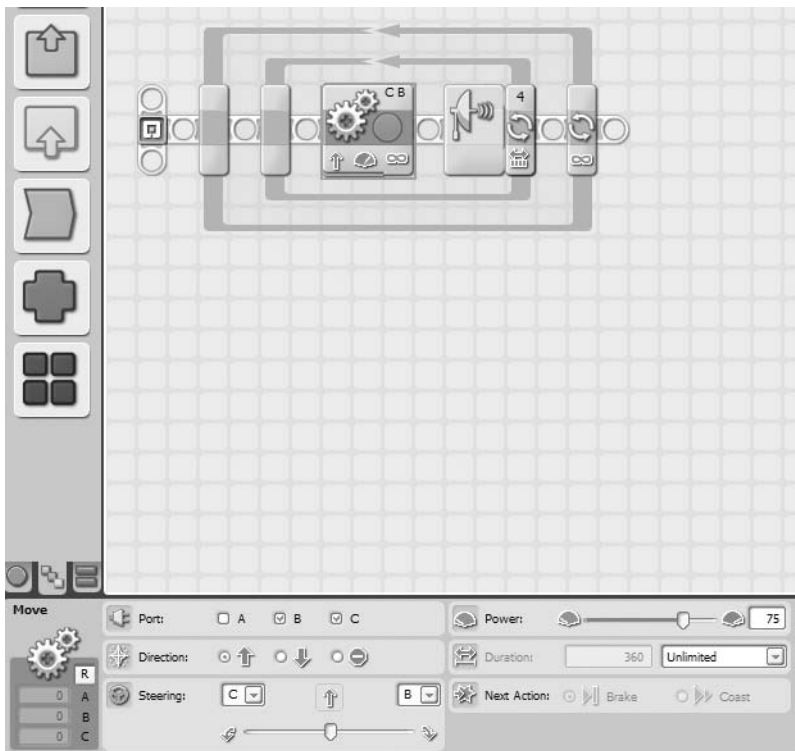 C B
4
Move
R
0 A
0 B
0 C
Port: A B C
Direction:
Steering: C B
Power: 75
Duration: 360 Unlimited
Next Action: Brake Coast